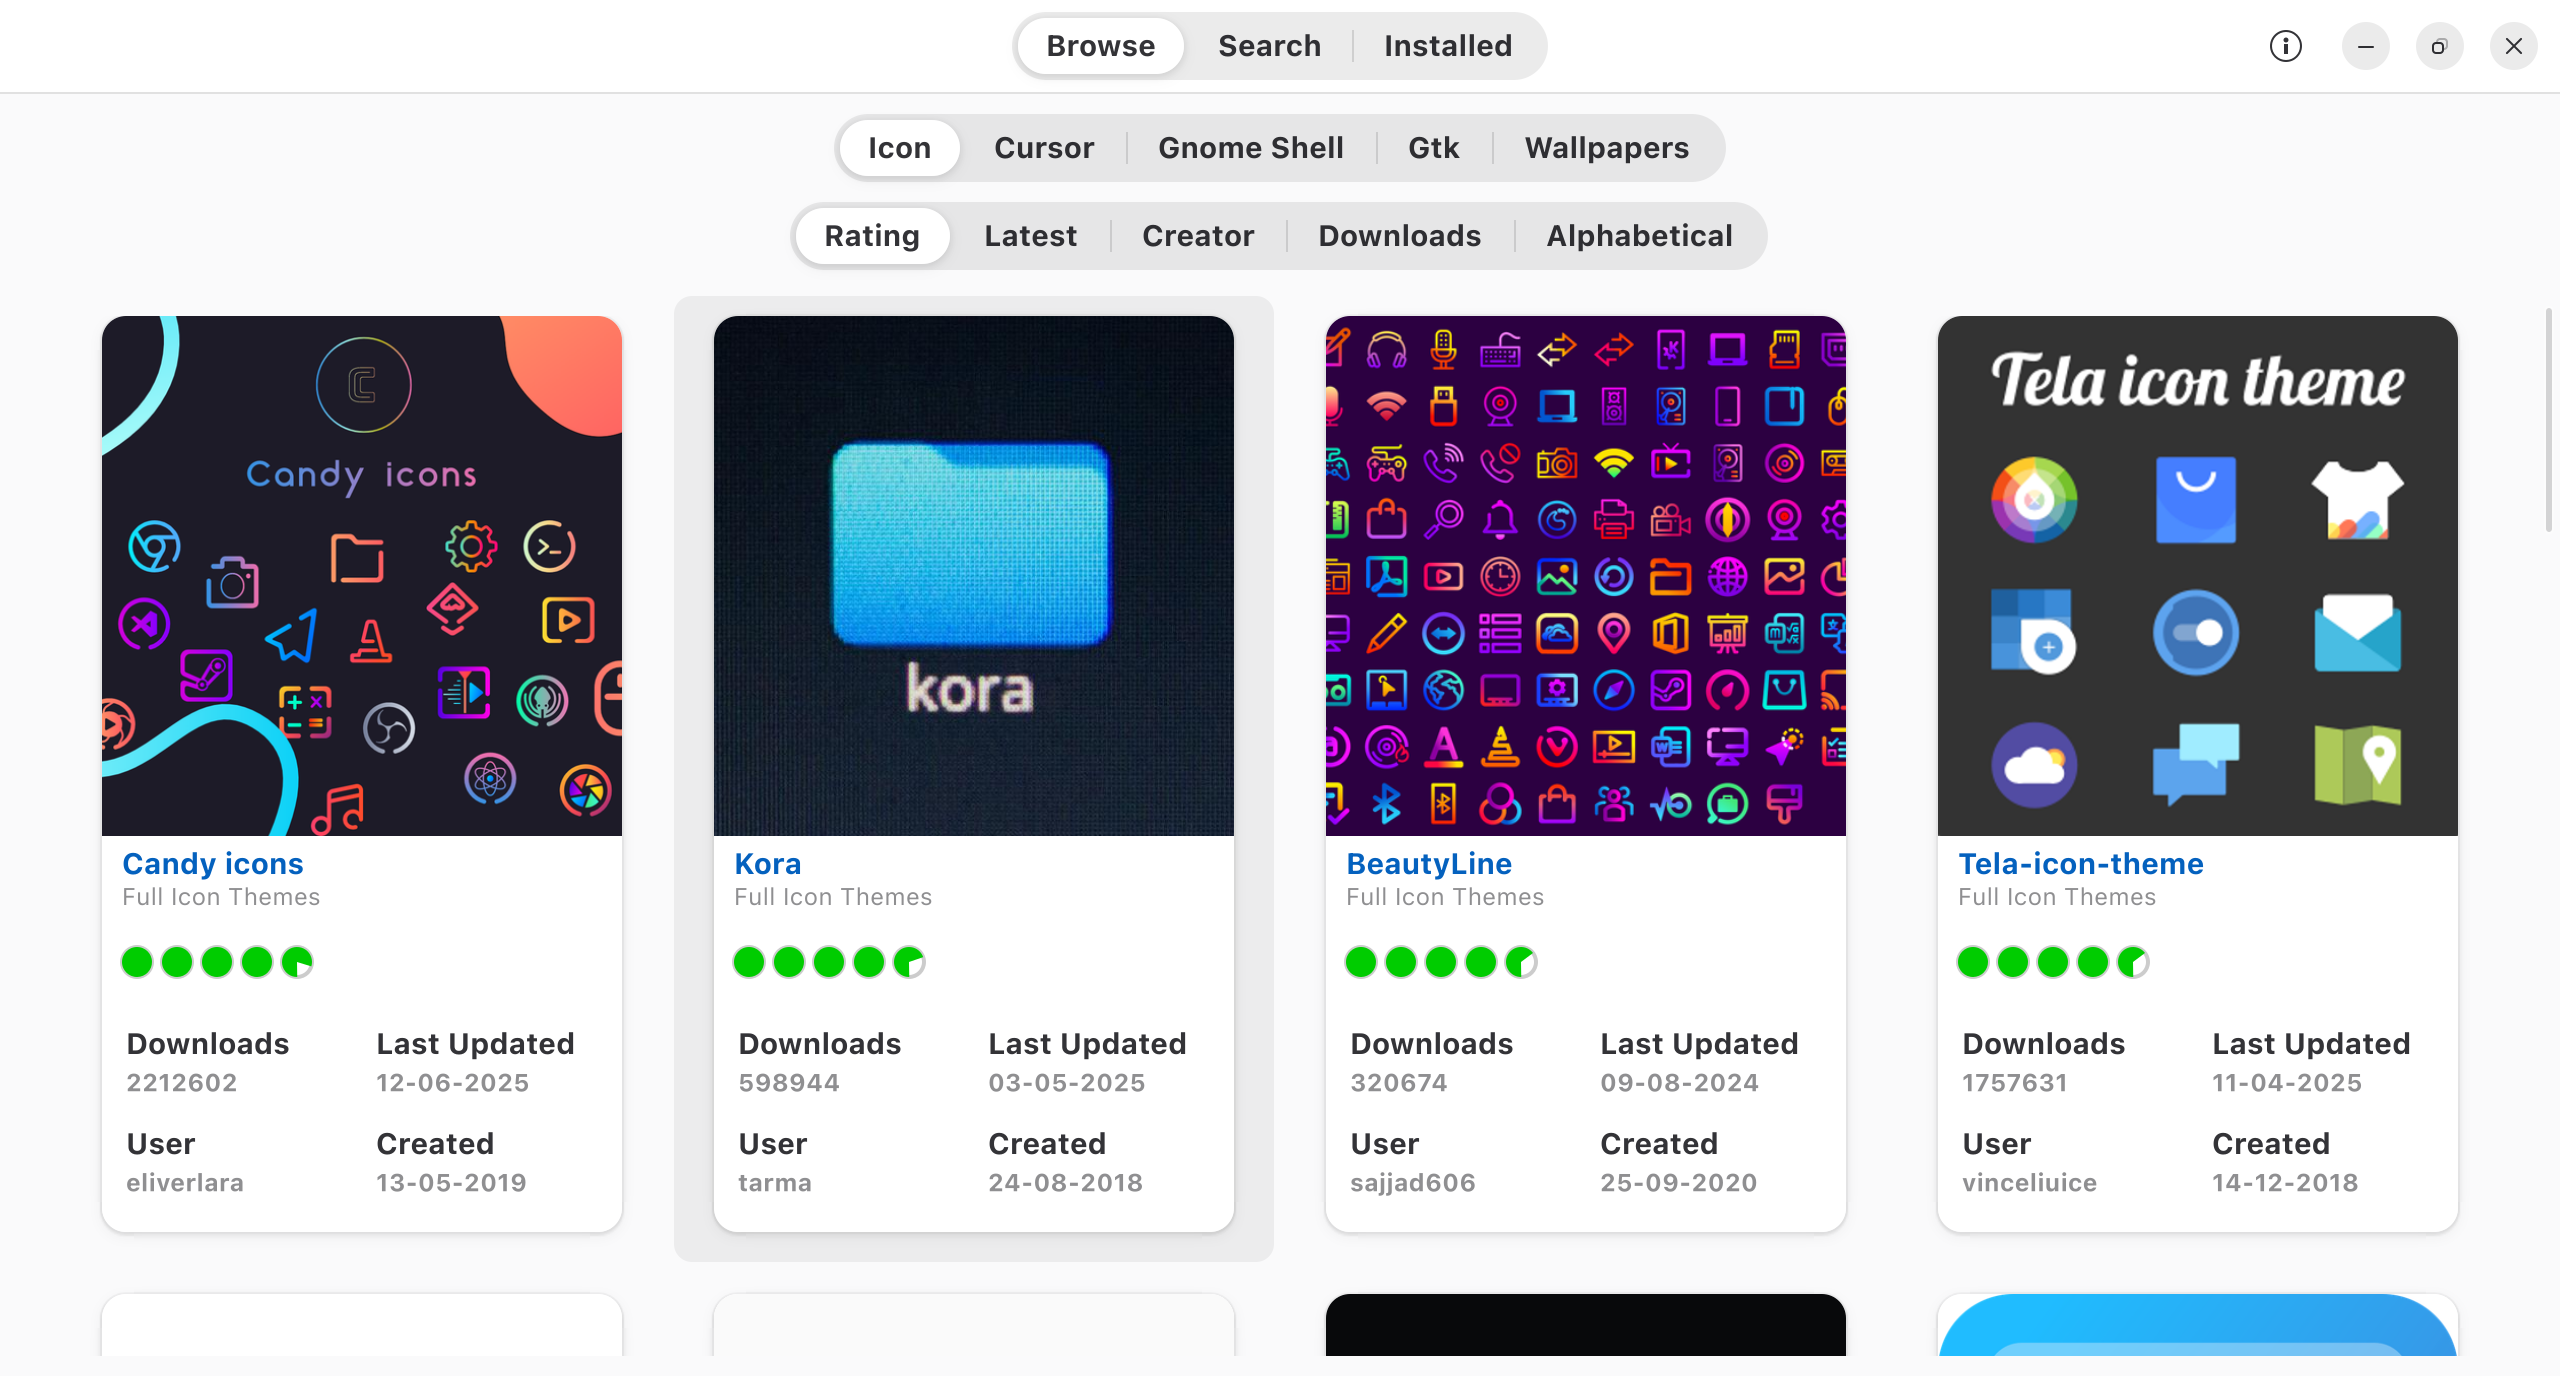 Browse Search Installed
Icon Cursor Gnome Shell Gtk Wallpapers
Rating Latest Creator Downloads Alphabetical
C
Candy icons
kora
Tela icon theme
Candy icons
Full Icon Themes
Downloads Last Updated
2212602 12-06-2025
User Created
eliverlara 13-05-2019
Kora
Full Icon Themes
Downloads Last Updated
598944 03-05-2025
User Created
tarma 24-08-2018
BeautyLine
Full Icon Themes
Downloads Last Updated
320674 09-08-2024
User Created
sajjad606 25-09-2020
Tela-icon-theme
Full Icon Themes
Downloads Last Updated
1757631 11-04-2025
User Created
vinceliuice 14-12-2018